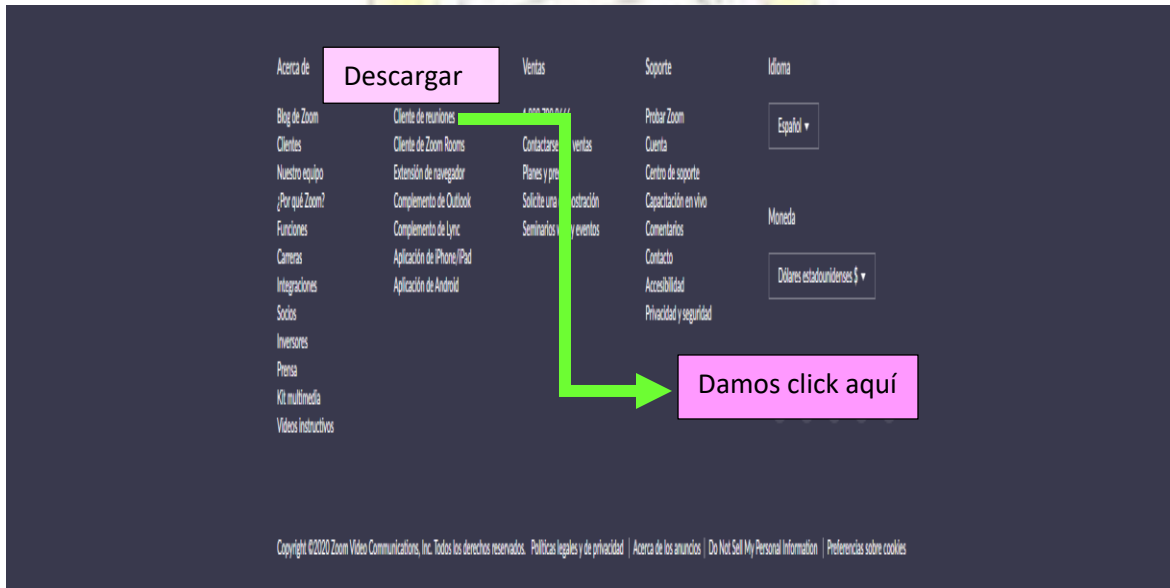 Acerca de
Blog de Zoom
Clientes
Nuestro equipo
¿Por qué Zoom?
Funciones
Carreras
Integraciones
Socios
Inversores
Prensa
Kit multimedia
Videos instructivos
Descargar
Cliente de reuniones
Cliente de Zoom Rooms
Extensión de navegador
Complemento de Outlook
Complemento de Lync
Aplicación de iPhone/iPad
Aplicación de Android
Ventas
Contactarse ventas
Planes y
Solicite una
Seminarios y eventos
Soporte
Probar Zoom
Cuenta
Centro de soporte
Capacitación en vivo
Comentarios
Contacto
Accesibilidad
Privacidad y seguridad
Idioma
Español
Moneda
Dólares estadounidenses $
Damos click aquí
Copyright ©2020 Zoom Video Communications, Inc. Todos los derechos reservados. Políticas legales y de privacidad | Acerca de los anuncios | Do Not Sell My Personal Information | Preferencias sobre cookies